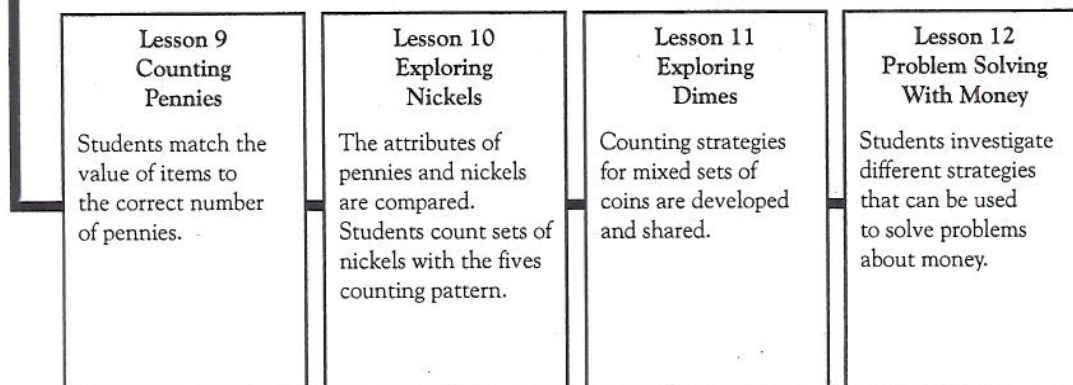 Lesson 9
Counting
Pennies
Students match the
value of items to
the correct number
of pennies.
Lesson 10
Exploring
Nickels
The attributes of
pennies and nickels
are compared.
Students count sets of
nickels with the fives
counting pattern.
Lesson 11
Exploring
Dimes
Counting strategies
for mixed sets of
coins are developed
and shared.
Lesson 12
Problem Solving
With Money
Students investigate
different strategies
that can be used
to solve problems
about money.